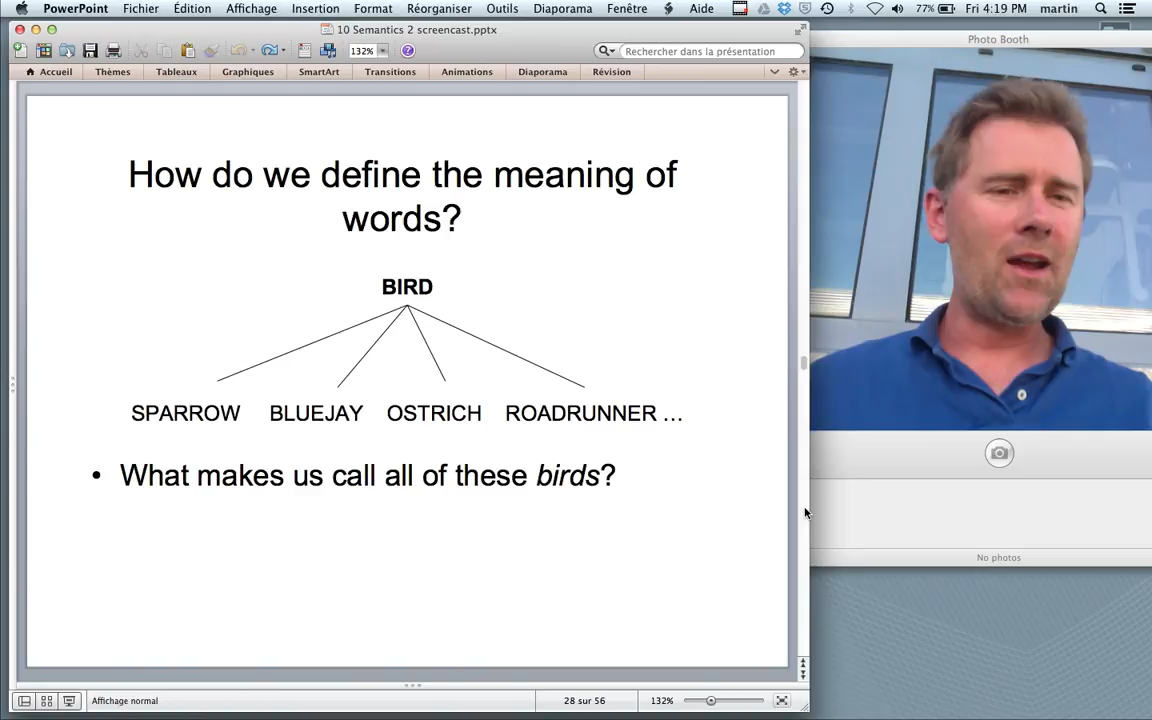 PowerPoint Fichier Édition Affichage Insertion Format Réorganiser Outils Diaporama Fenêtre Aide 77% Fri 4:19 PM martin
10 Semantics 2 screencast.pptx
132% Rechercher dans la présentation
Accueil Thèmes Tableaux Graphiques SmartArt Transitions Animations Diaporama Révision
Photo Booth
How do we define the meaning of
words?
BIRD
SPARROW BLUEJAY OSTRICH ROADRUNNER …
• What makes us call all of these birds?
No photos
Affichage normal 28 sur 56 132%